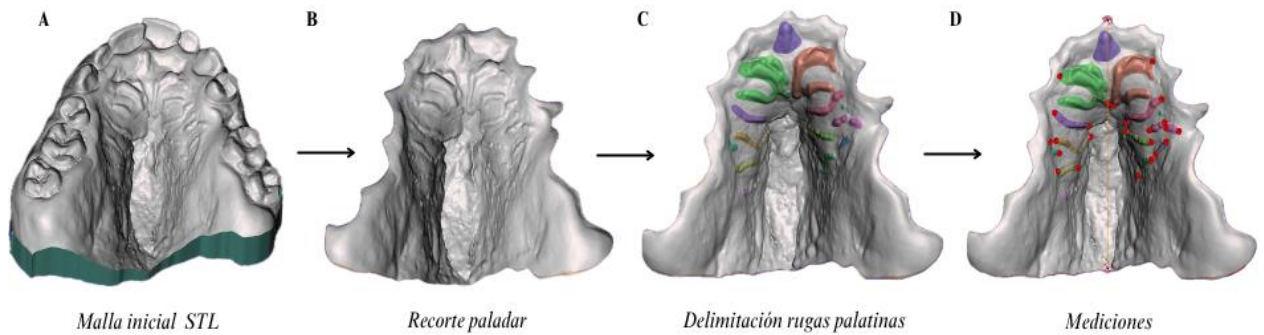 A
B
C
D
Malla inicial STL
Recorte paladar
Delimitación rugas palatinas
Mediciones